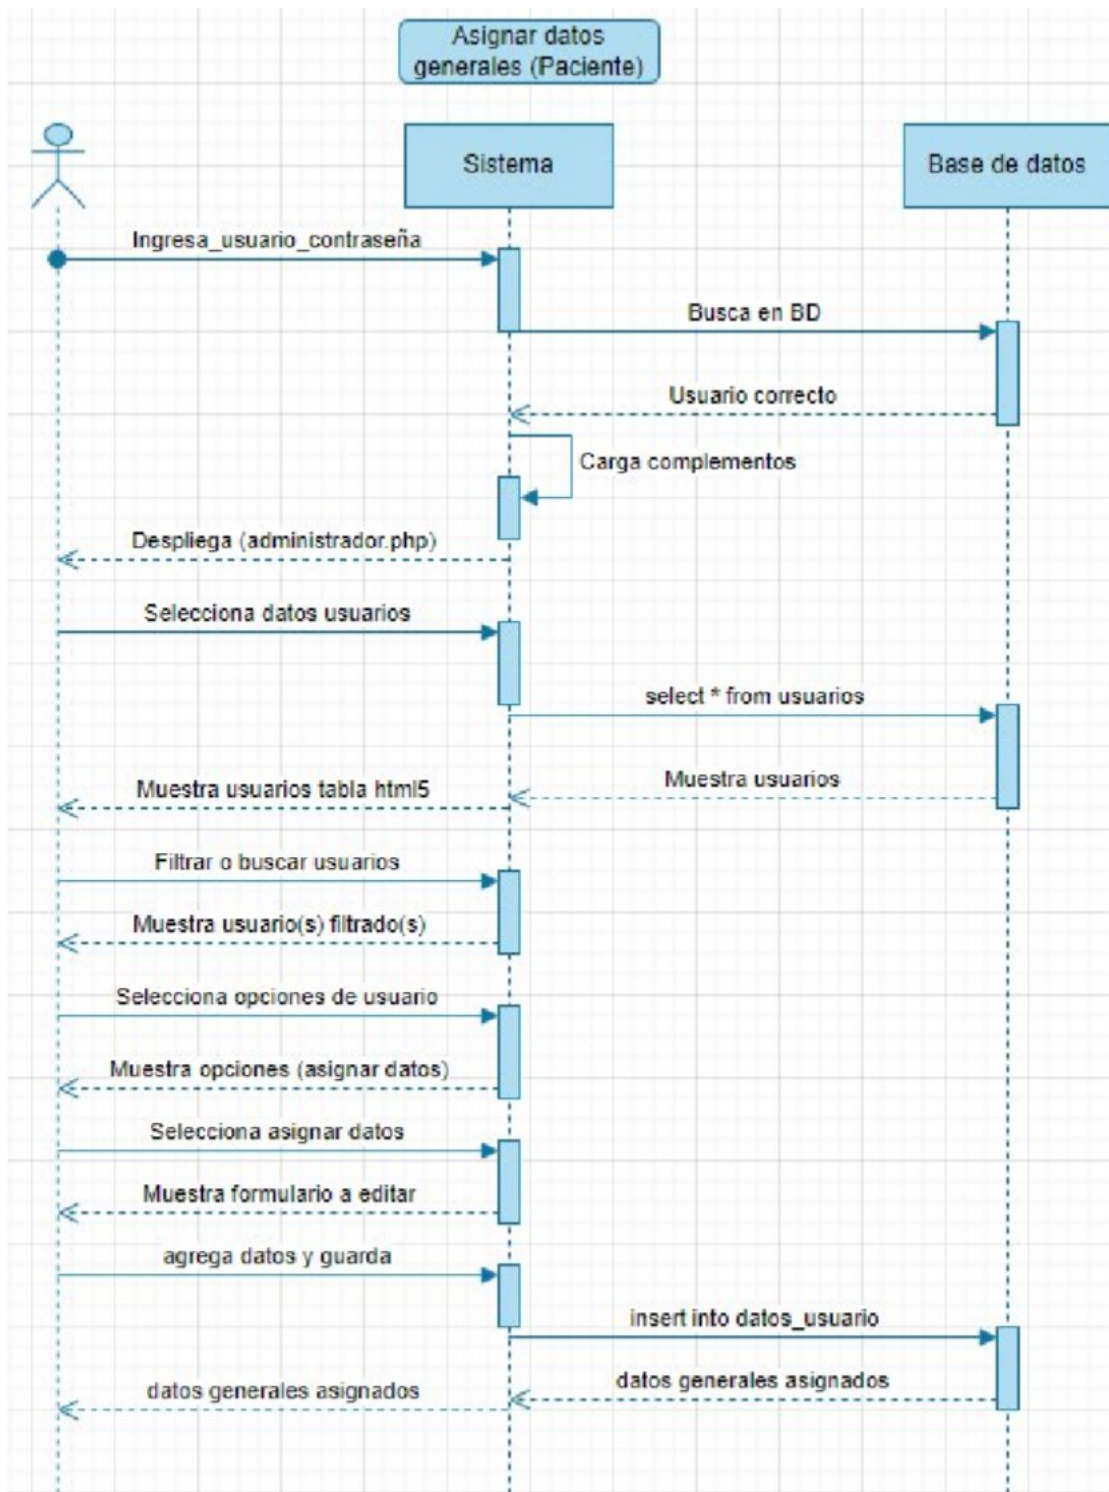 Asignar datos
generales (Paciente)
Sistema
Base de datos
Ingresa_usuario_contraseña
Busca en BD
Usuario correcto
Carga complementos
Despliega (administrador.php)
Selecciona datos usuarios
select * from usuarios
Muestra usuarios
Muestra usuarios tabla html5
Filtrar o buscar usuarios
Muestra usuario(s) filtrado(s)
Selecciona opciones de usuario
Muestra opciones (asignar datos)
Selecciona asignar datos
Muestra formulario a editar
agrega datos y guarda
insert into datos_usuario
datos generales asignados
datos generales asignados